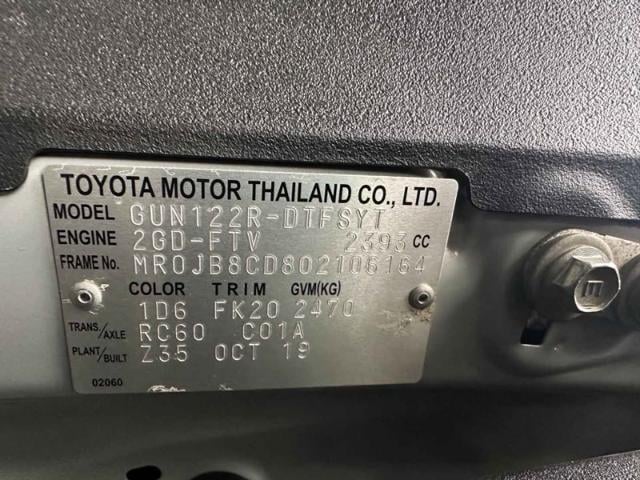 TOYOTA MOTOR THAILAND CO., LTD.
MODEL GUN122R-DTFSYT
ENGINE 2GD-FTV 2393 CC
FRAME No. MR0JB8CD802106164
COLOR TRIM GVM(KG)
1D6 FK20 2470
TRANS./AXLE RC60 C01A
PLANT/BUILT Z35 OCT 19
02060